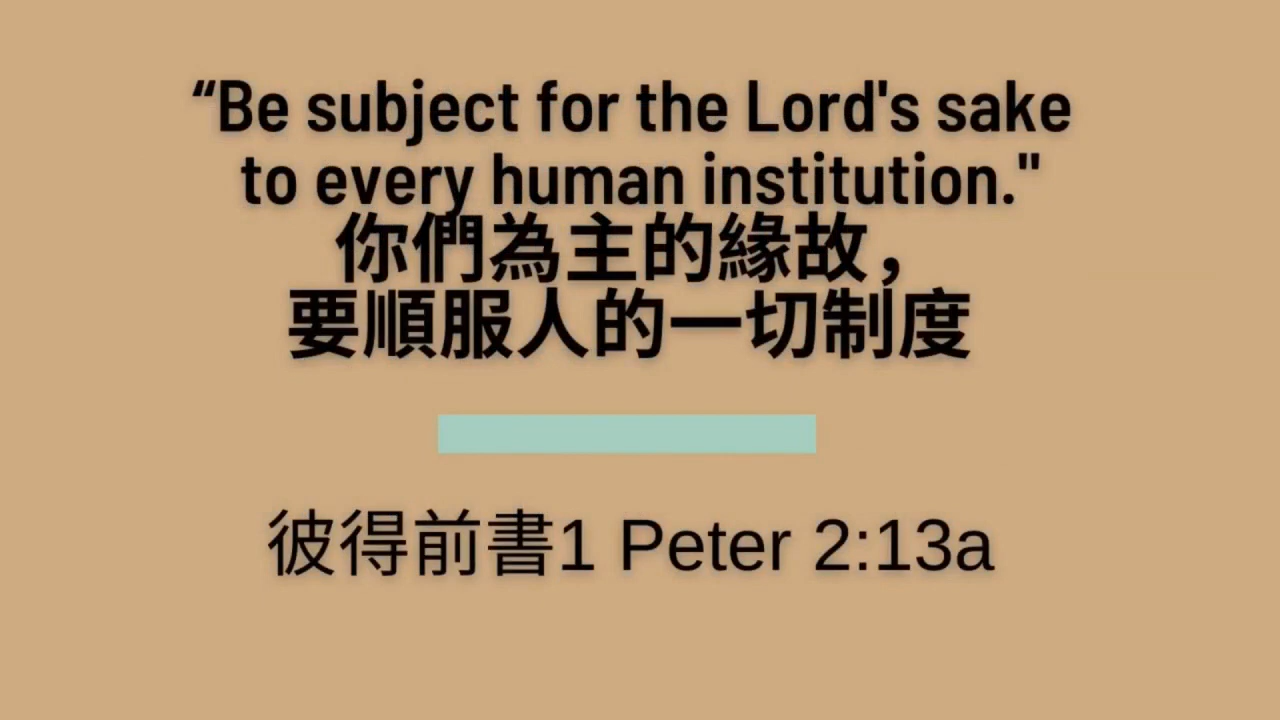 “Be subject for the Lord's sake
to every human institution."
你們為主的緣故，
要順服人的一切制度
彼得前書1 Peter 2:13a